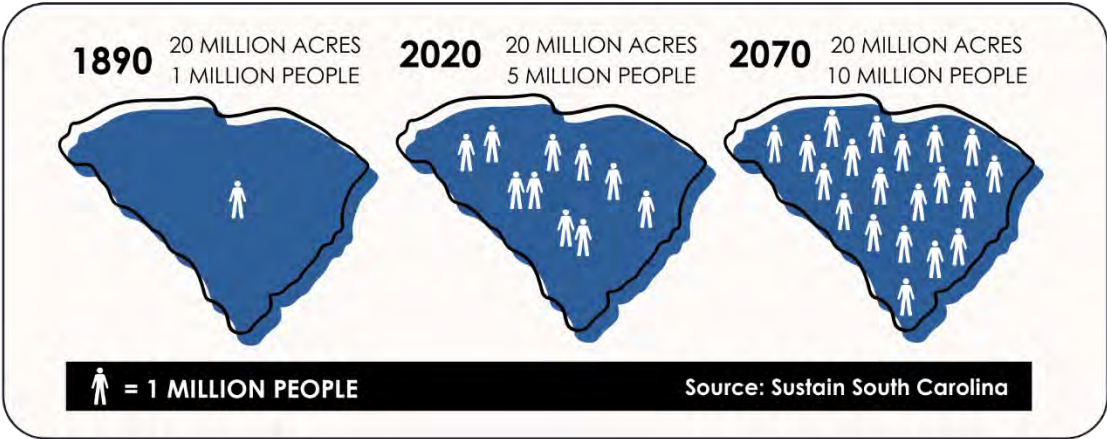 1890
20 MILLION ACRES
1 MILLION PEOPLE
2020
20 MILLION ACRES
5 MILLION PEOPLE
2070
20 MILLION ACRES
10 MILLION PEOPLE
= 1 MILLION PEOPLE
Source: Sustain South Carolina